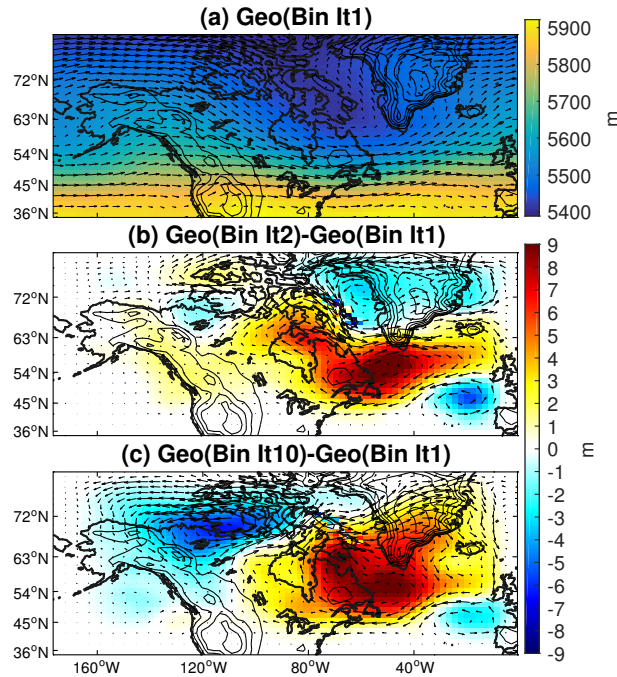 (a) Geo(Bin It1)
72°N
63°N
54°N
45°N
36°N
5900
5800
5700
5600
5500
5400
m
(b) Geo(Bin It2)-Geo(Bin It1)
72°N
63°N
54°N
45°N
36°N
(c) Geo(Bin It10)-Geo(Bin It1)
72°N
63°N
54°N
45°N
36°N
160°W
120°W
80°W
40°W
9
8
7
6
5
4
3
2
1
0
-1
-2
-3
-4
-5
-6
-7
-8
-9
m